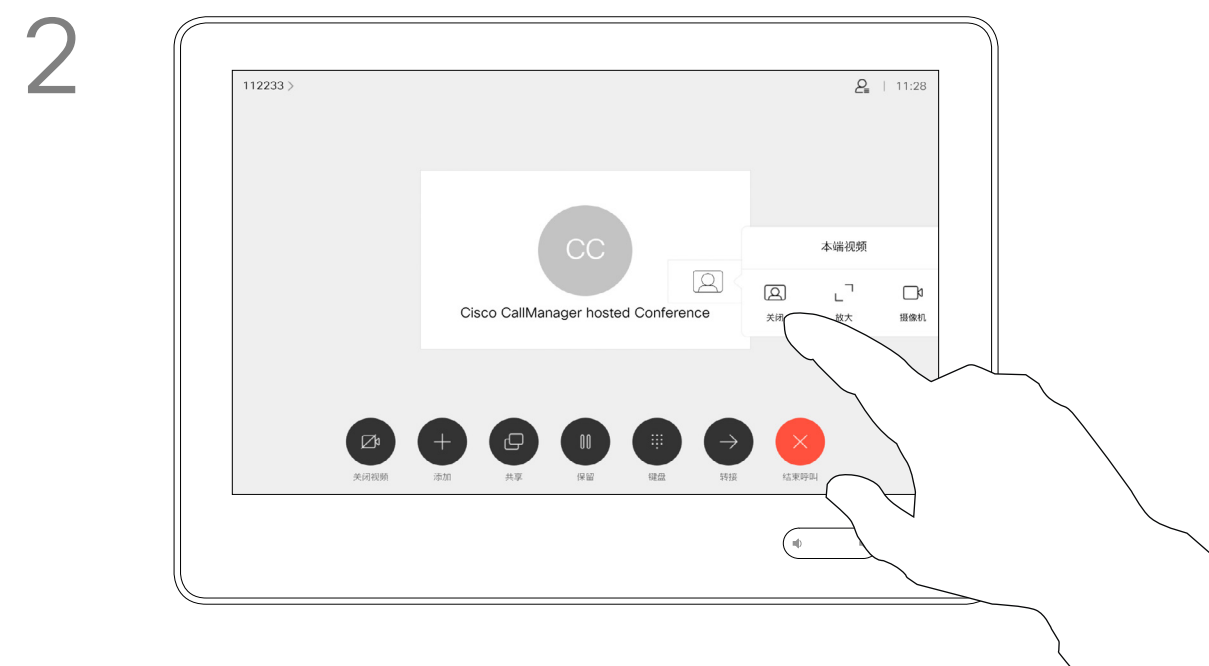 2
112233
11:28
CC
Cisco CallManager hosted Conference
本端视频
关闭
放大
摄像机
关闭视频
添加
共享
保留
键盘
转接
结束呼叫